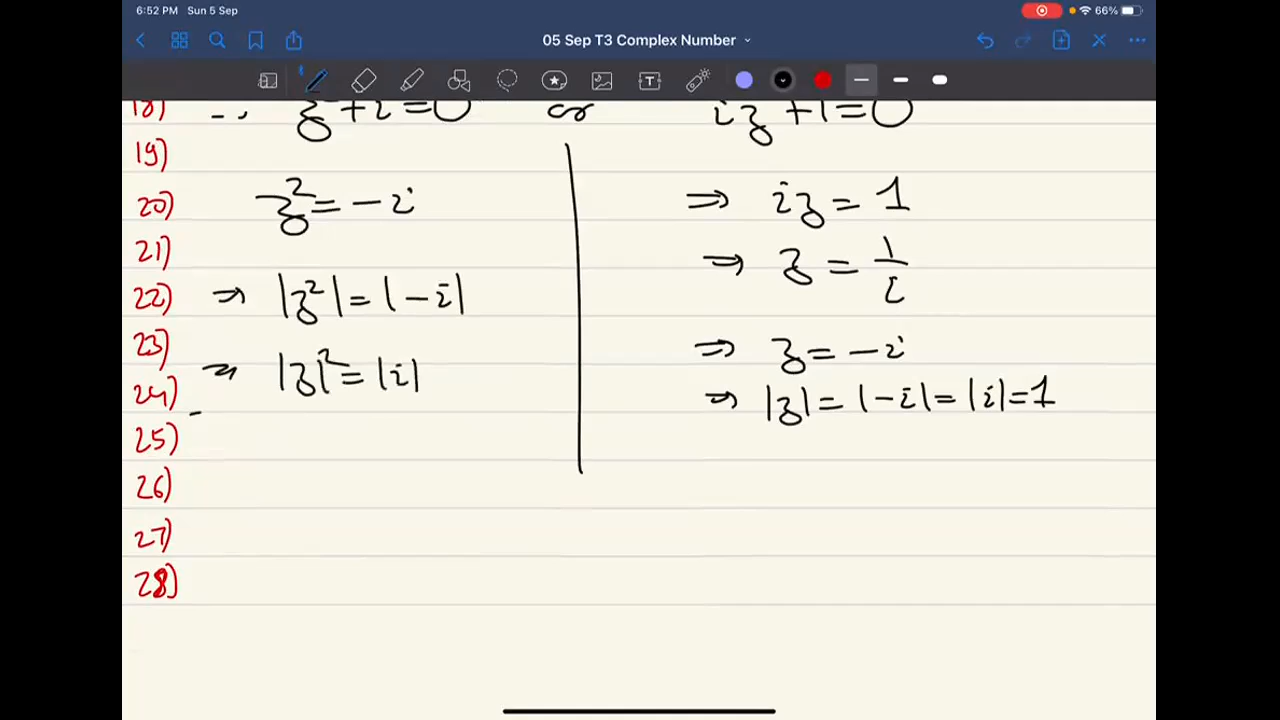 6:52 PM Sun 5 Sep 66%
05 Sep T3 Complex Number
T
18) ∴ z² + i = 0 or iz + 1 = 0
19)
20) z² = -i ⇒ iz = 1
21) ⇒ z = 1/i
22) ⇒ |z²| = |-i|
23) ⇒ z = -i
24) ⇒ |z|² = |i| ⇒ |z| = |-i| = |i| = 1
25)
26)
27)
28)